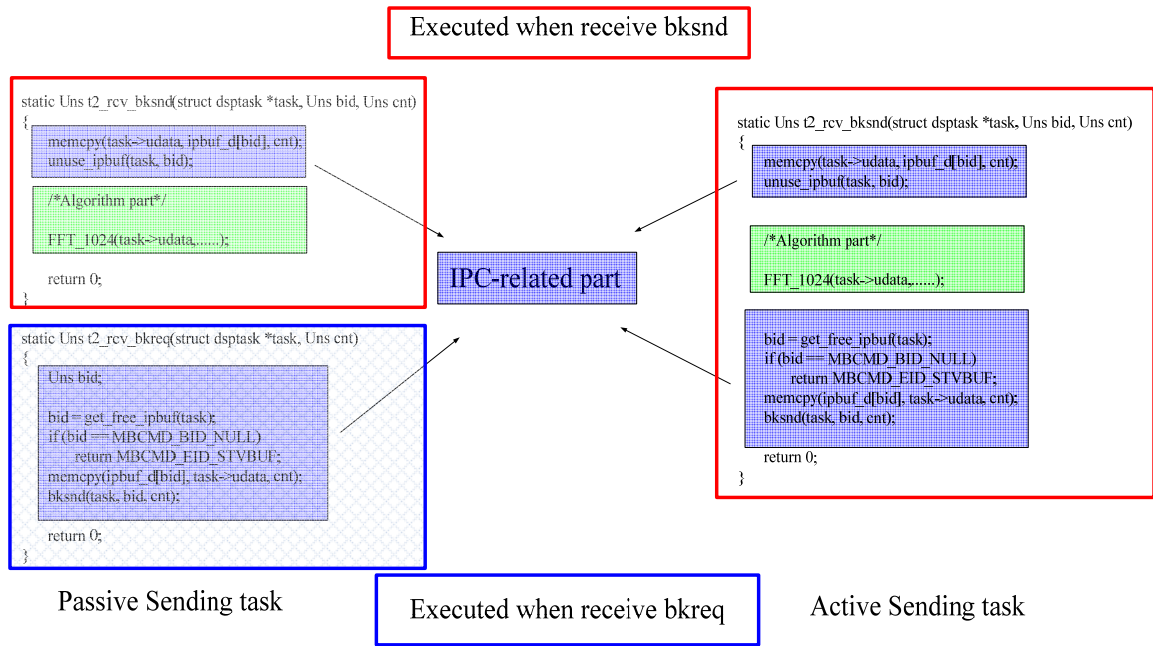 Executed when receive bksnd
static Uns t2_rcv_bksnd(struct dsptask *task, Uns bid, Uns cnt)
{
memcpy(task->udata, ipbuf_d[bid], cnt);
unuse_ipbuf(task, bid);
/*Algorithm part*/
FFT_1024(task->udata,......);
return 0;
}
static Uns t2_rcv_bkreq(struct dsptask *task, Uns cnt)
{
Uns bid;
bid = get_free_ipbuf(task);
if (bid == MBCMD_BID_NULL)
return MBCMD_EID_STVBUF;
memcpy(ipbuf_d[bid], task->udata, cnt);
bksnd(task, bid, cnt);
return 0;
}
Passive Sending task
IPC-related part
static Uns t2_rcv_bksnd(struct dsptask *task, Uns bid, Uns cnt)
{
memcpy(task->udata, ipbuf_d[bid], cnt);
unuse_ipbuf(task, bid);
/*Algorithm part*/
FFT_1024(task->udata,......);
bid = get_free_ipbuf(task);
if (bid == MBCMD_BID_NULL)
return MBCMD_EID_STVBUF;
memcpy(ipbuf_d[bid], task->udata, cnt);
bksnd(task, bid, cnt);
return 0;
}
Active Sending task
Executed when receive bkreq